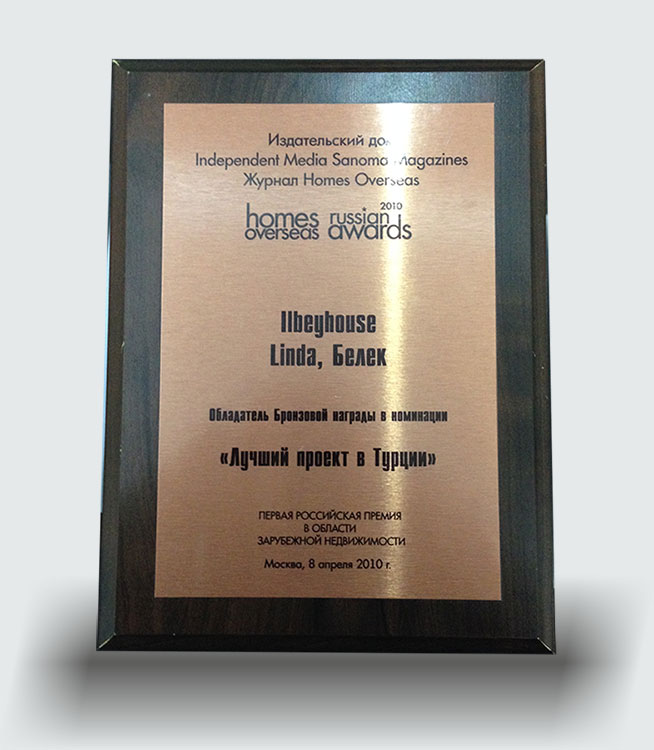 Издательский дом
Independent Media Sanoma Magazines
Журнал Homes Overseas
homes overseas russian awards 2010
Ilbeyhouse
Linda, Белек
Обладатель Бронзовой награды в номинации
«Лучший проект в Турции»
ПЕРВАЯ РОССИЙСКАЯ ПРЕМИЯ
В ОБЛАСТИ
ЗАРУБЕЖНОЙ НЕДВИЖИМОСТИ
Москва, 8 апреля 2010 г.